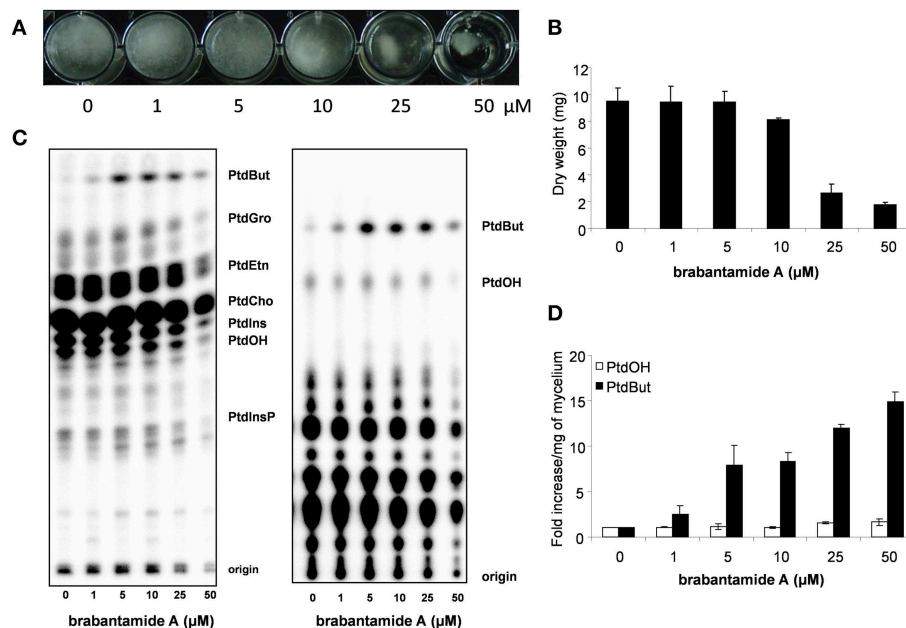 A
0 1 5 10 25 50 μM
B
12
10
8
6
4
2
0
Dry weight (mg)
0 1 5 10 25 50
brabantamide A (μM)
C
PtdBut
PtdGro
PtdEtn
PtdCho
PtdIns
PtdOH
PtdInsP
origin
0 1 5 10 25 50
brabantamide A (μM)
PtdBut
PtdOH
origin
0 1 5 10 25 50
brabantamide A (μM)
D
20
15
10
5
0
Fold increase/mg of mycelium
PtdOH
PtdBut
0 1 5 10 25 50
brabantamide A (μM)